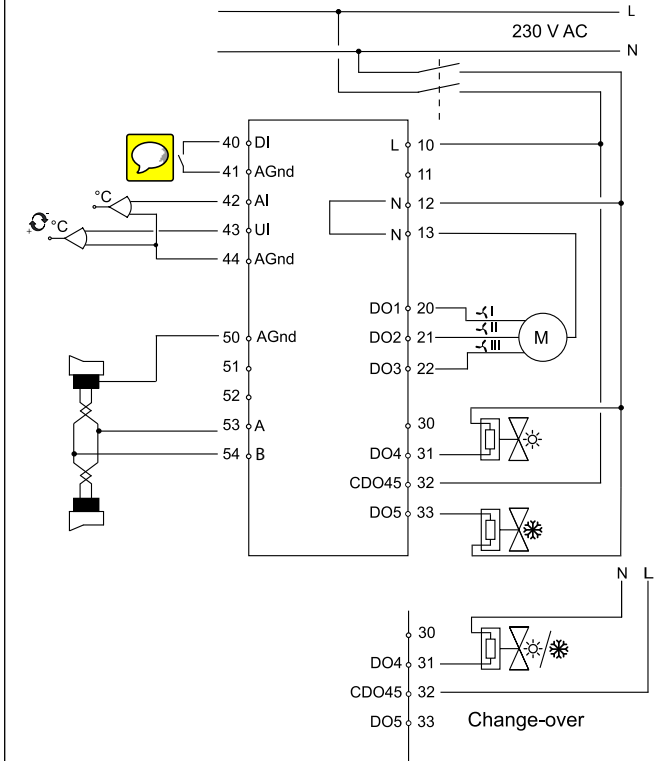 L
230 V AC
N
40 DI
L 10
41 AGnd
11
°C
42 AI
N 12
°C
43 UI
N 13
44 AGnd
DO1 20 I
50 AGnd
DO2 21 II
M
51
DO3 22 III
52
53 A
30
54 B
DO4 31
CDO45 32
DO5 33
N L
30
DO4 31
CDO45 32
DO5 33
Change-over